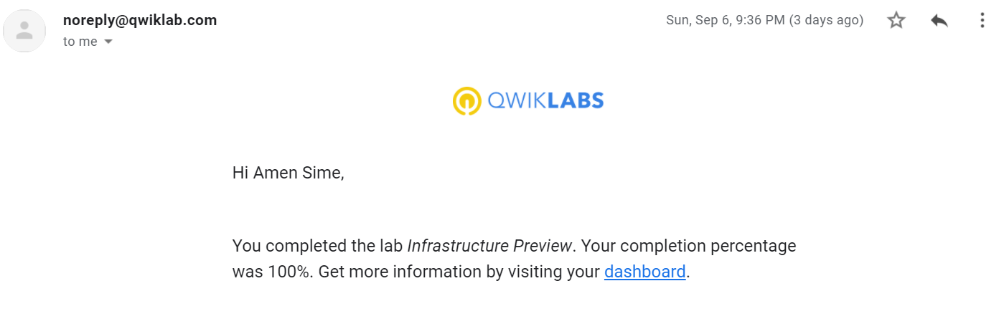 noreply@qwiklab.com
Sun, Sep 6, 9:36 PM (3 days ago)
to me
QWIKLABS
Hi Amen Sime,
You completed the lab Infrastructure Preview. Your completion percentage
was 100%. Get more information by visiting your dashboard.